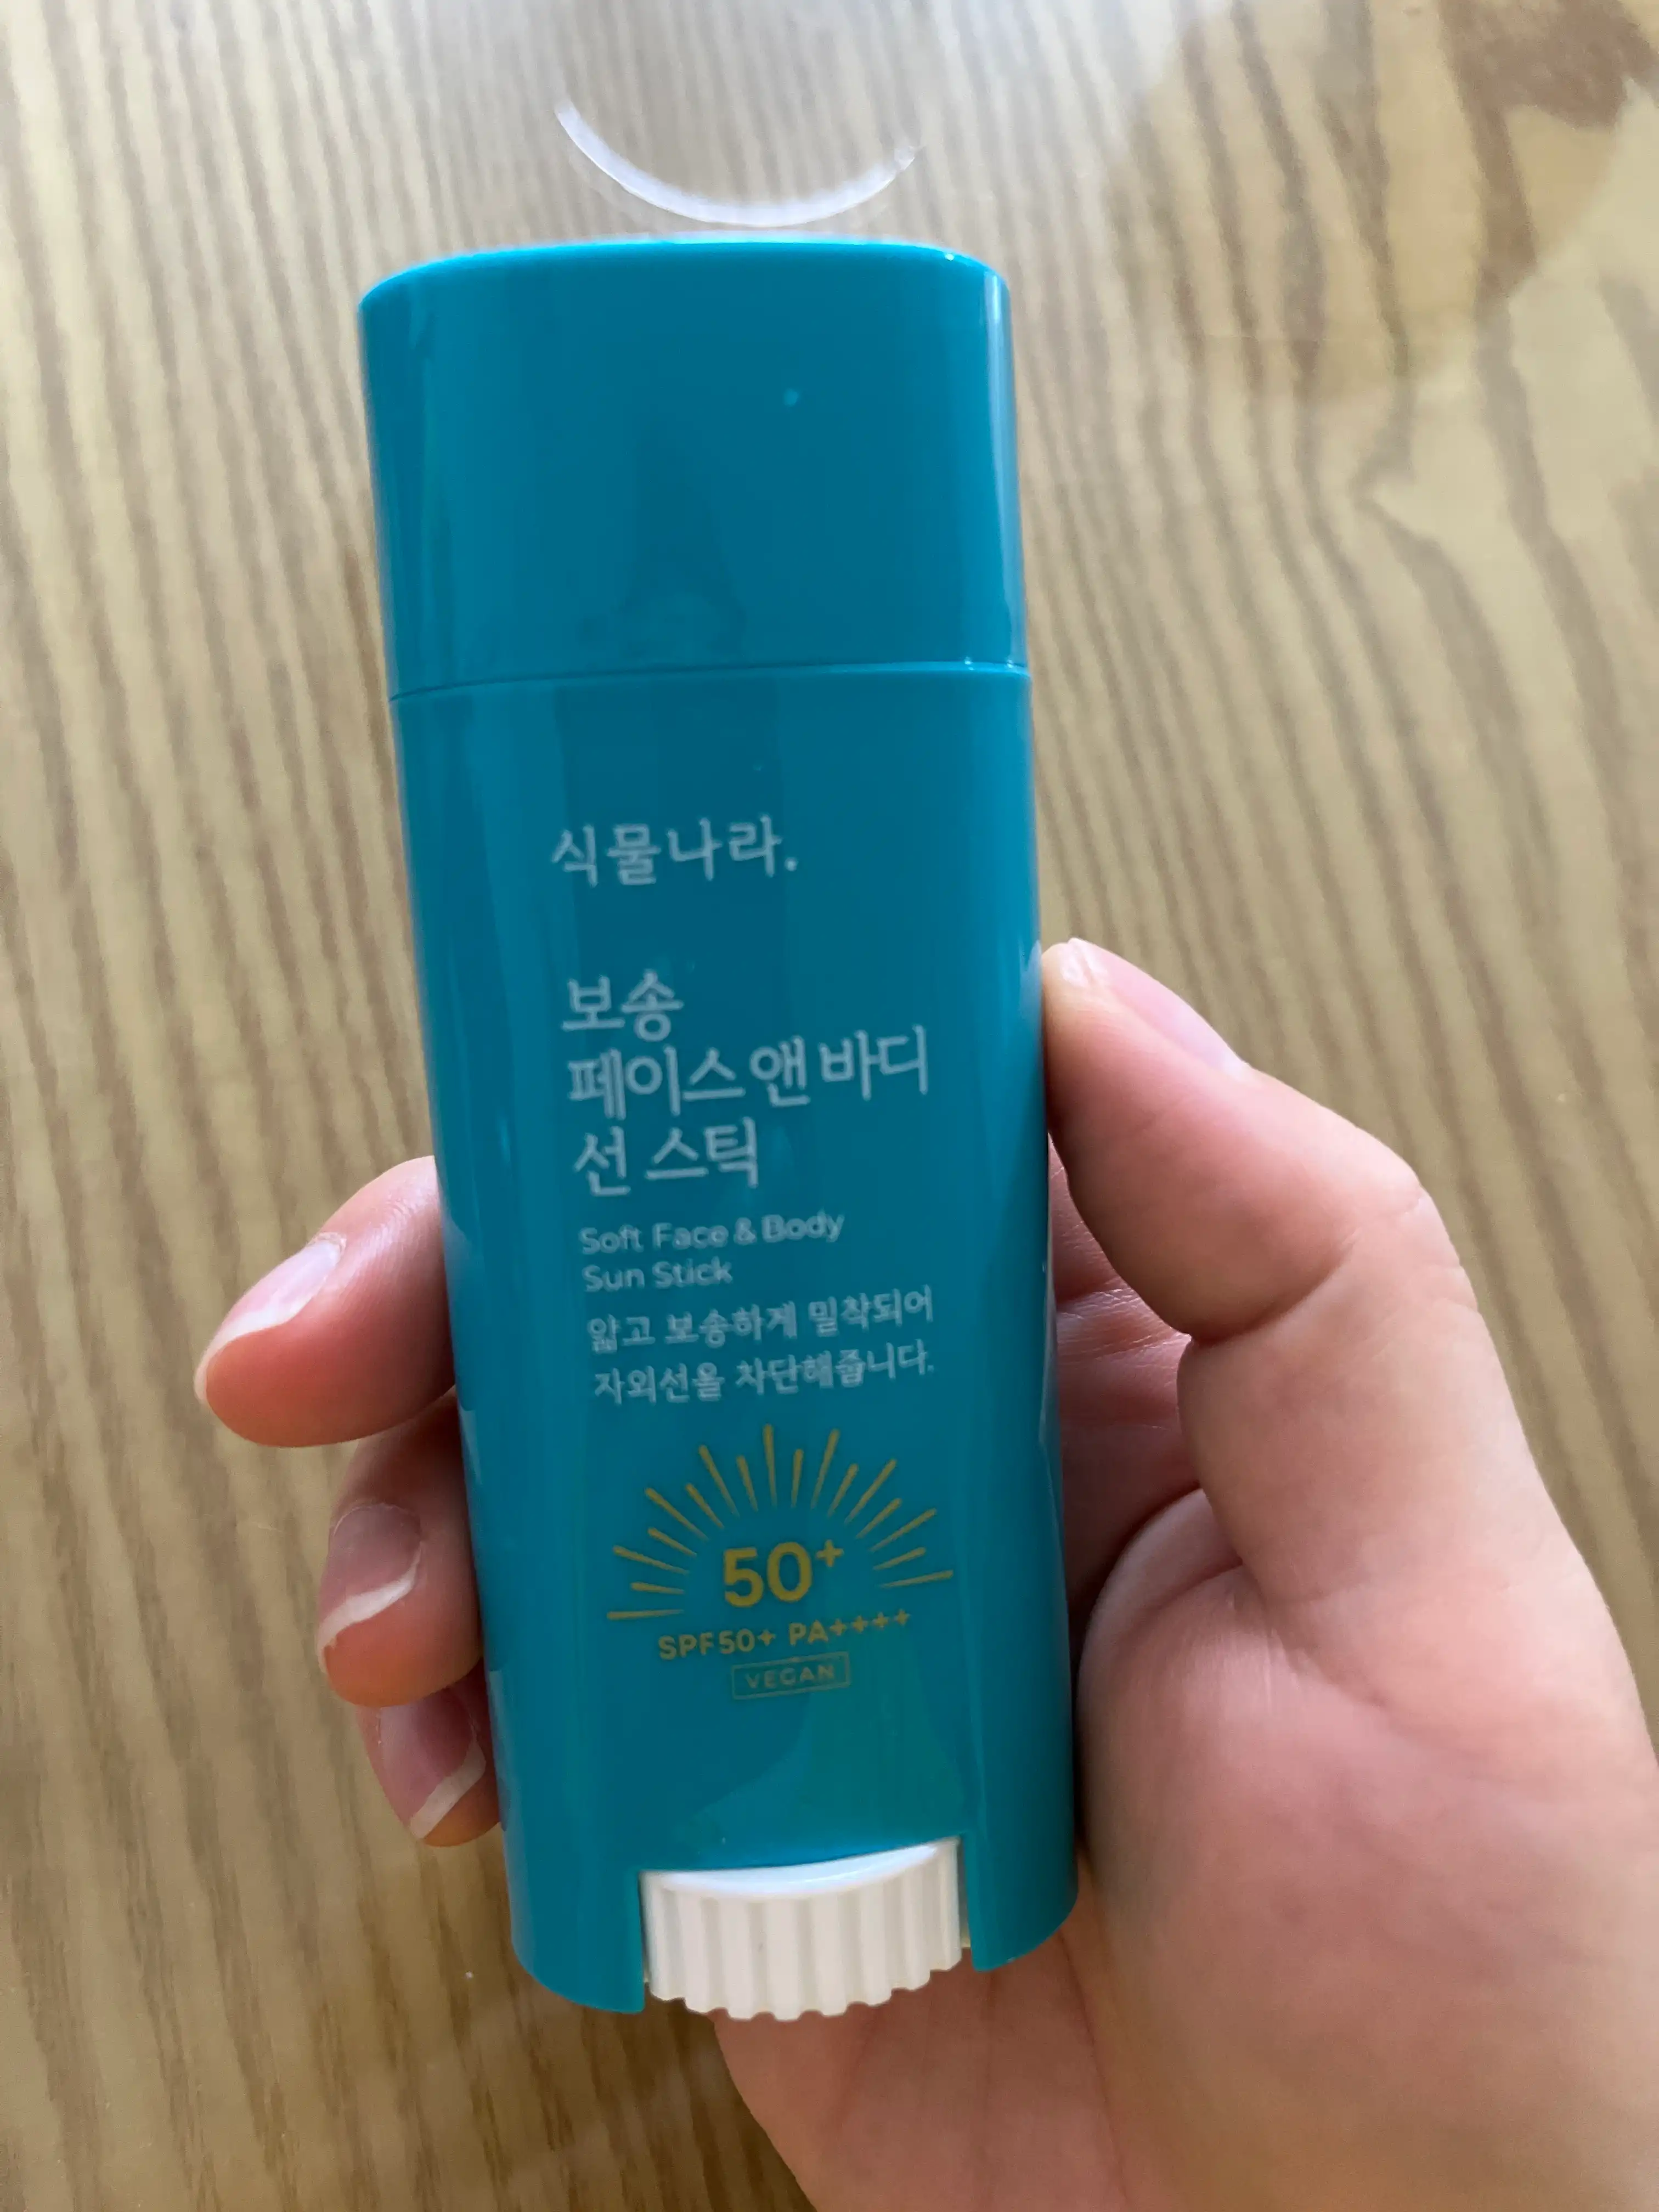 식물나라.
보송
페이스 앤 바디
선 스틱
Soft Face & Body
Sun Stick
얇고 보송하게 밀착되어
자외선을 차단해줍니다.
50+
SPF50+ PA++++
VEGAN